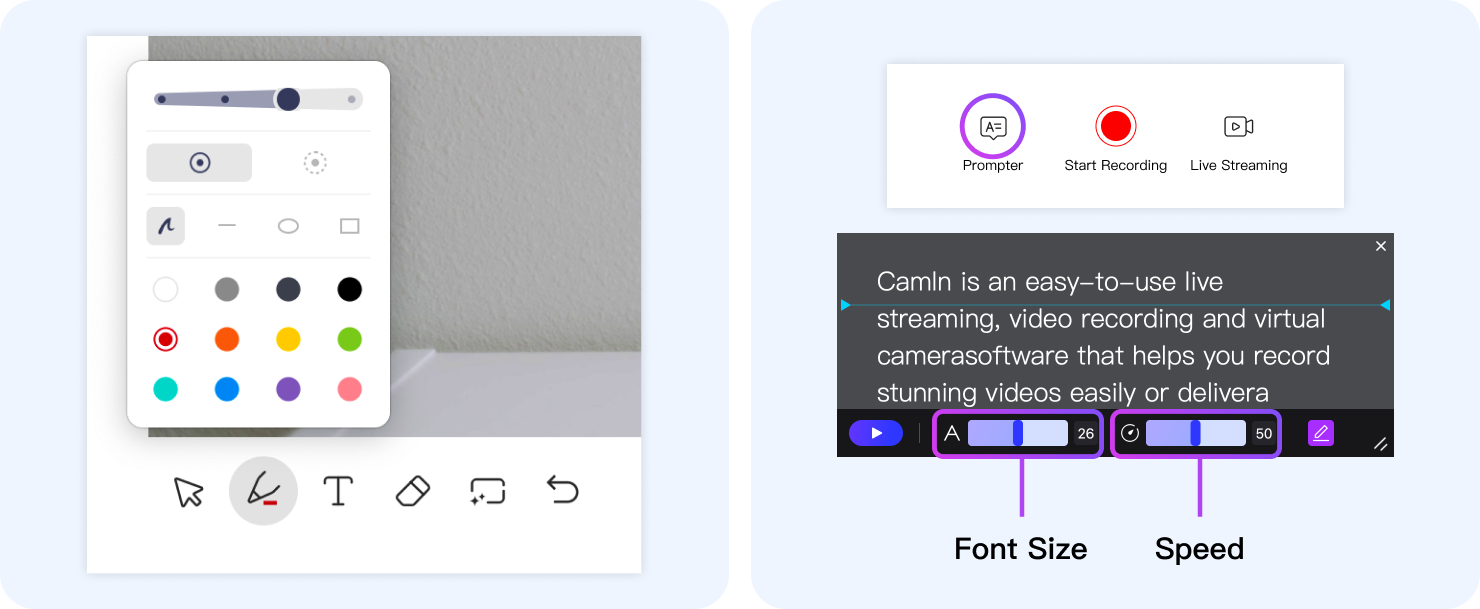 Prompter
Start Recording
Live Streaming
CamIn is an easy-to-use live
streaming, video recording and virtual
camerasoftware that helps you record
stunning videos easily or delivera
A
26
50
Font Size
Speed